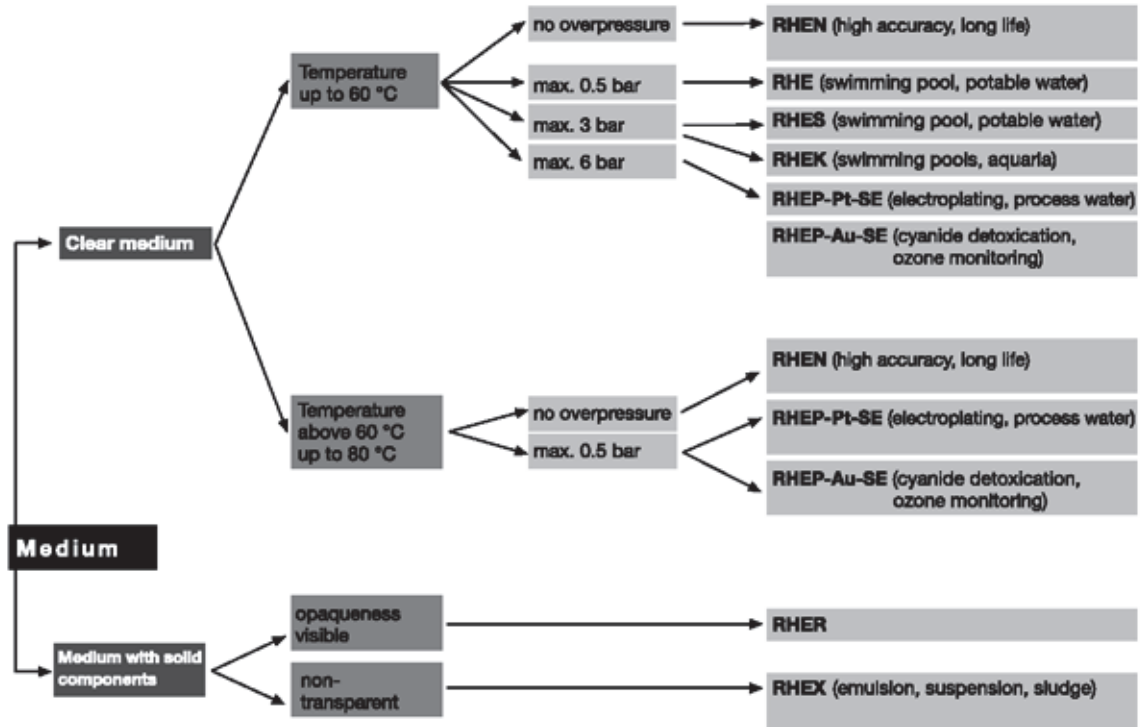 no overpressure
RHEN (high accuracy, long life)
Temperature
up to 60 °C
max. 0.5 bar
RHE (swimming pool, potable water)
max. 3 bar
RHES (swimming pool, potable water)
max. 6 bar
RHEK (swimming pools, aquaria)
RHEP-Pt-SE (electroplating, process water)
Clear medium
RHEP-Au-SE (cyanide detoxication,
ozone monitoring)
RHEN (high accuracy, long life)
Temperature
above 60 °C
up to 80 °C
no overpressure
max. 0.5 bar
RHEP-Pt-SE (electroplating, process water)
RHEP-Au-SE (cyanide detoxication,
ozone monitoring)
Medium
opaqueness
visible
RHER
Medium with solid
components
non-
transparent
RHEX (emulsion, suspension, sludge)